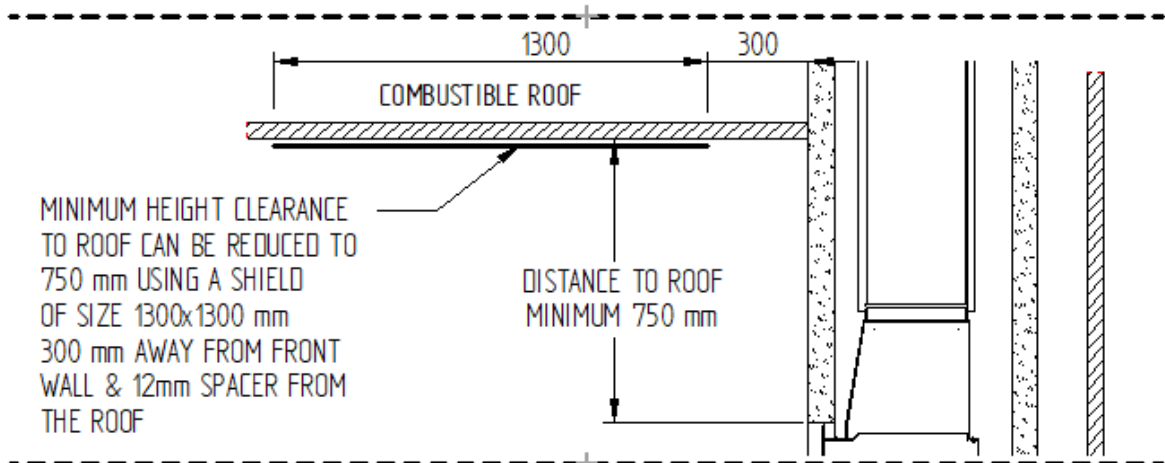 1300
300
COMBUSTIBLE ROOF
MINIMUM HEIGHT CLEARANCE
TO ROOF CAN BE REDUCED TO
750 mm USING A SHIELD
OF SIZE 1300x1300 mm
300 mm AWAY FROM FRONT
WALL & 12mm SPACER FROM
THE ROOF
DISTANCE TO ROOF
MINIMUM 750 mm